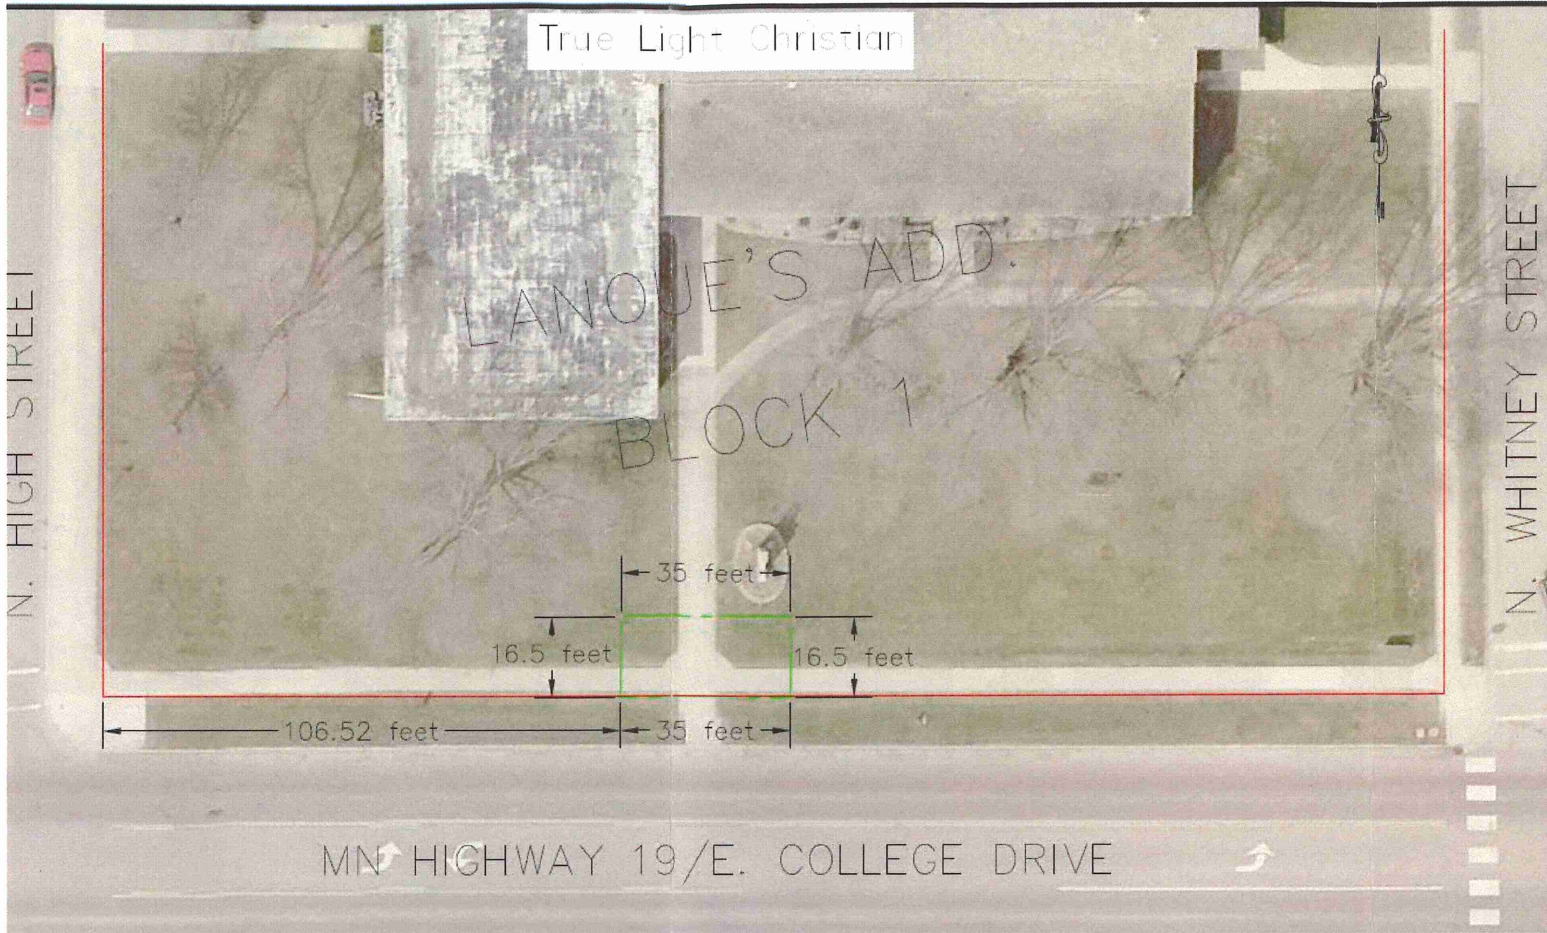 True Light Christian
N. HIGH STREET
N. WHITNEY STREET
LANOUE'S ADD.
BLOCK 1
35 feet
16.5 feet
16.5 feet
106.52 feet
35 feet
MN HIGHWAY 19/E. COLLEGE DRIVE